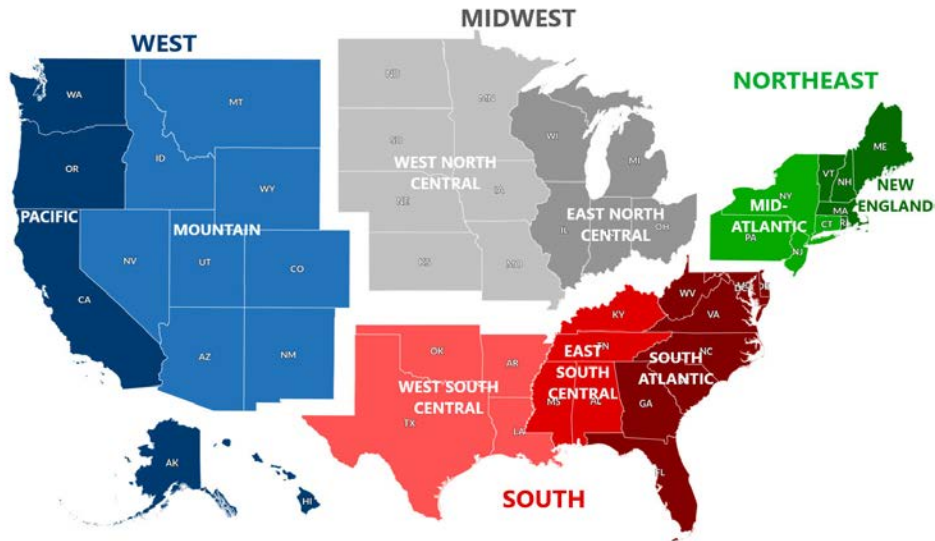 MIDWEST
WEST
NORTHEAST
WA
MT
ND
MN
OR
ID
WY
SD
WI
MI
WEST NORTH
CENTRAL
NE
IA
PACIFIC
MOUNTAIN
NV
UT
CO
CA
KS
MO
IL
OH
EAST NORTH
CENTRAL
ME
VT
NH
NY
MA
CT
RI
NEW
ENGLAND
MID-
ATLANTIC
PA
NJ
AZ
NM
OK
AR
WEST SOUTH
CENTRAL
TX
LA
KY
TN
EAST
SOUTH
CENTRAL
MS
AL
WV
VA
NC
SOUTH
ATLANTIC
GA
FL
AK
HI
SOUTH